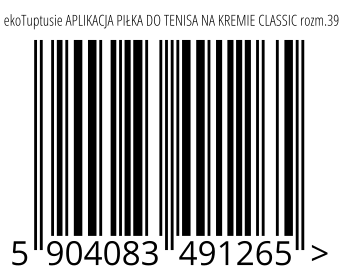 ekoTuptusie APLIKACJA PIŁKA DO TENISA NA KREMIE CLASSIC rozm.39
5 904083 491265 >